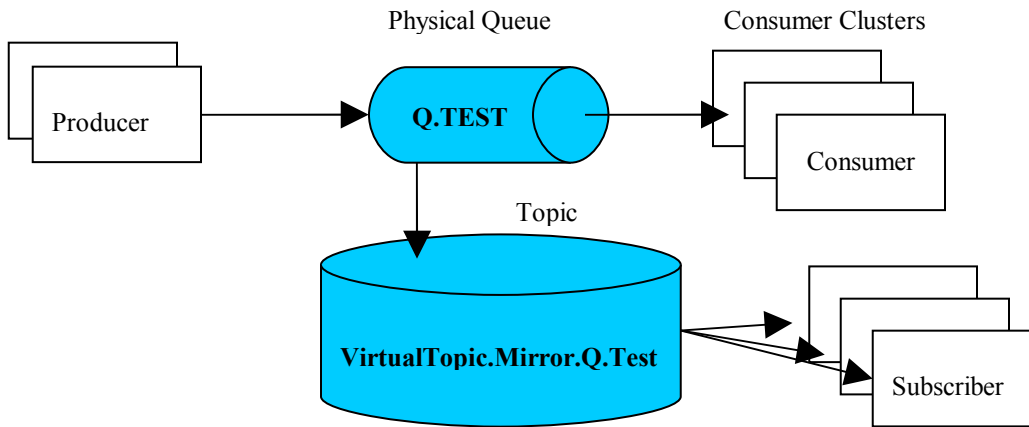 Physical Queue
Consumer Clusters
Producer
Q.TEST
Consumer
Topic
VirtualTopic.Mirror.Q.Test
Subscriber